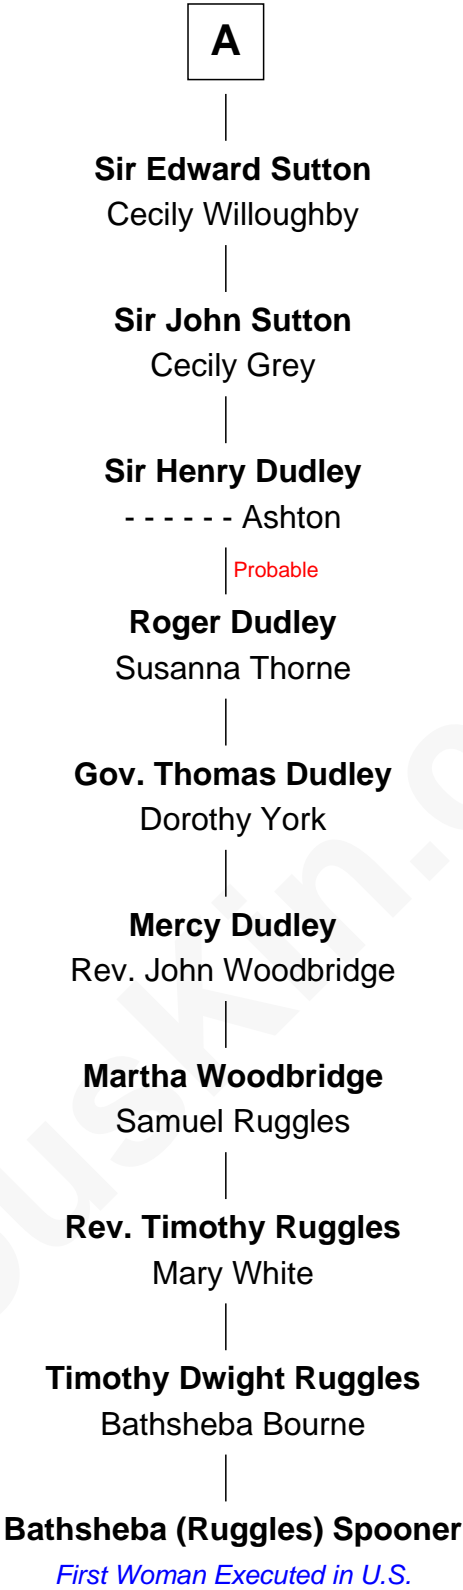 A
Sir Edward Sutton
Cecily Willoughby
Sir John Sutton
Cecily Grey
Sir Henry Dudley
- - - - - - Ashton
Probable
Roger Dudley
Susanna Thorne
Gov. Thomas Dudley
Dorothy York
Mercy Dudley
Rev. John Woodbridge
Martha Woodbridge
Samuel Ruggles
Rev. Timothy Ruggles
Mary White
Timothy Dwight Ruggles
Bathsheba Bourne
Bathsheba (Ruggles) Spooner
First Woman Executed in U.S.